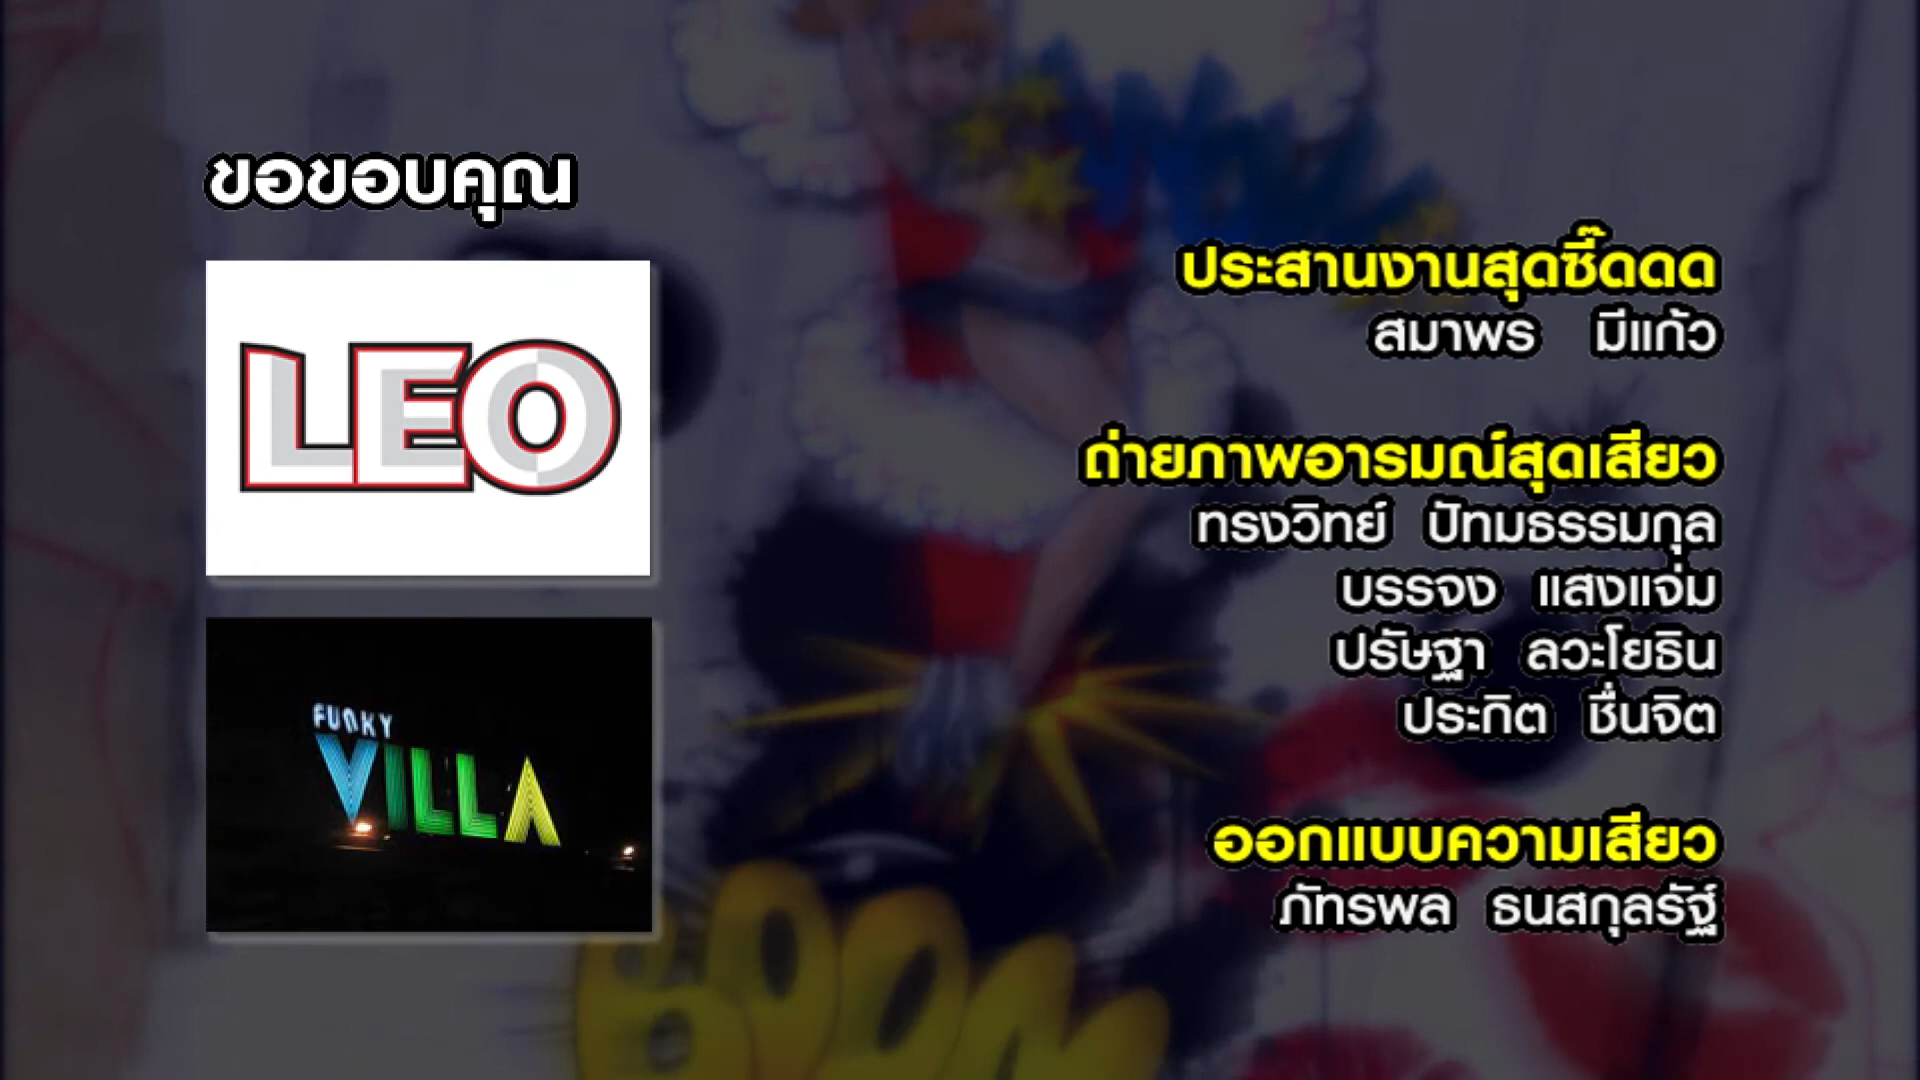 ขอขอบคุณ
LEO
FUNKY
VILLA
ประสานงานสุดซี๊ดดด
สมาพร มีแก้ว
ถ่ายภาพอารมณ์สุดเสียว
ทรงวิทย์ ปัทมธรรมกุล
บรรจง แสงแจ่ม
ปรัษฐา ลวะโยธิน
ประกิต ชื่นจิต
ออกแบบความเสียว
ภัทรพล ธนสกุลรัฐ์
BOOM